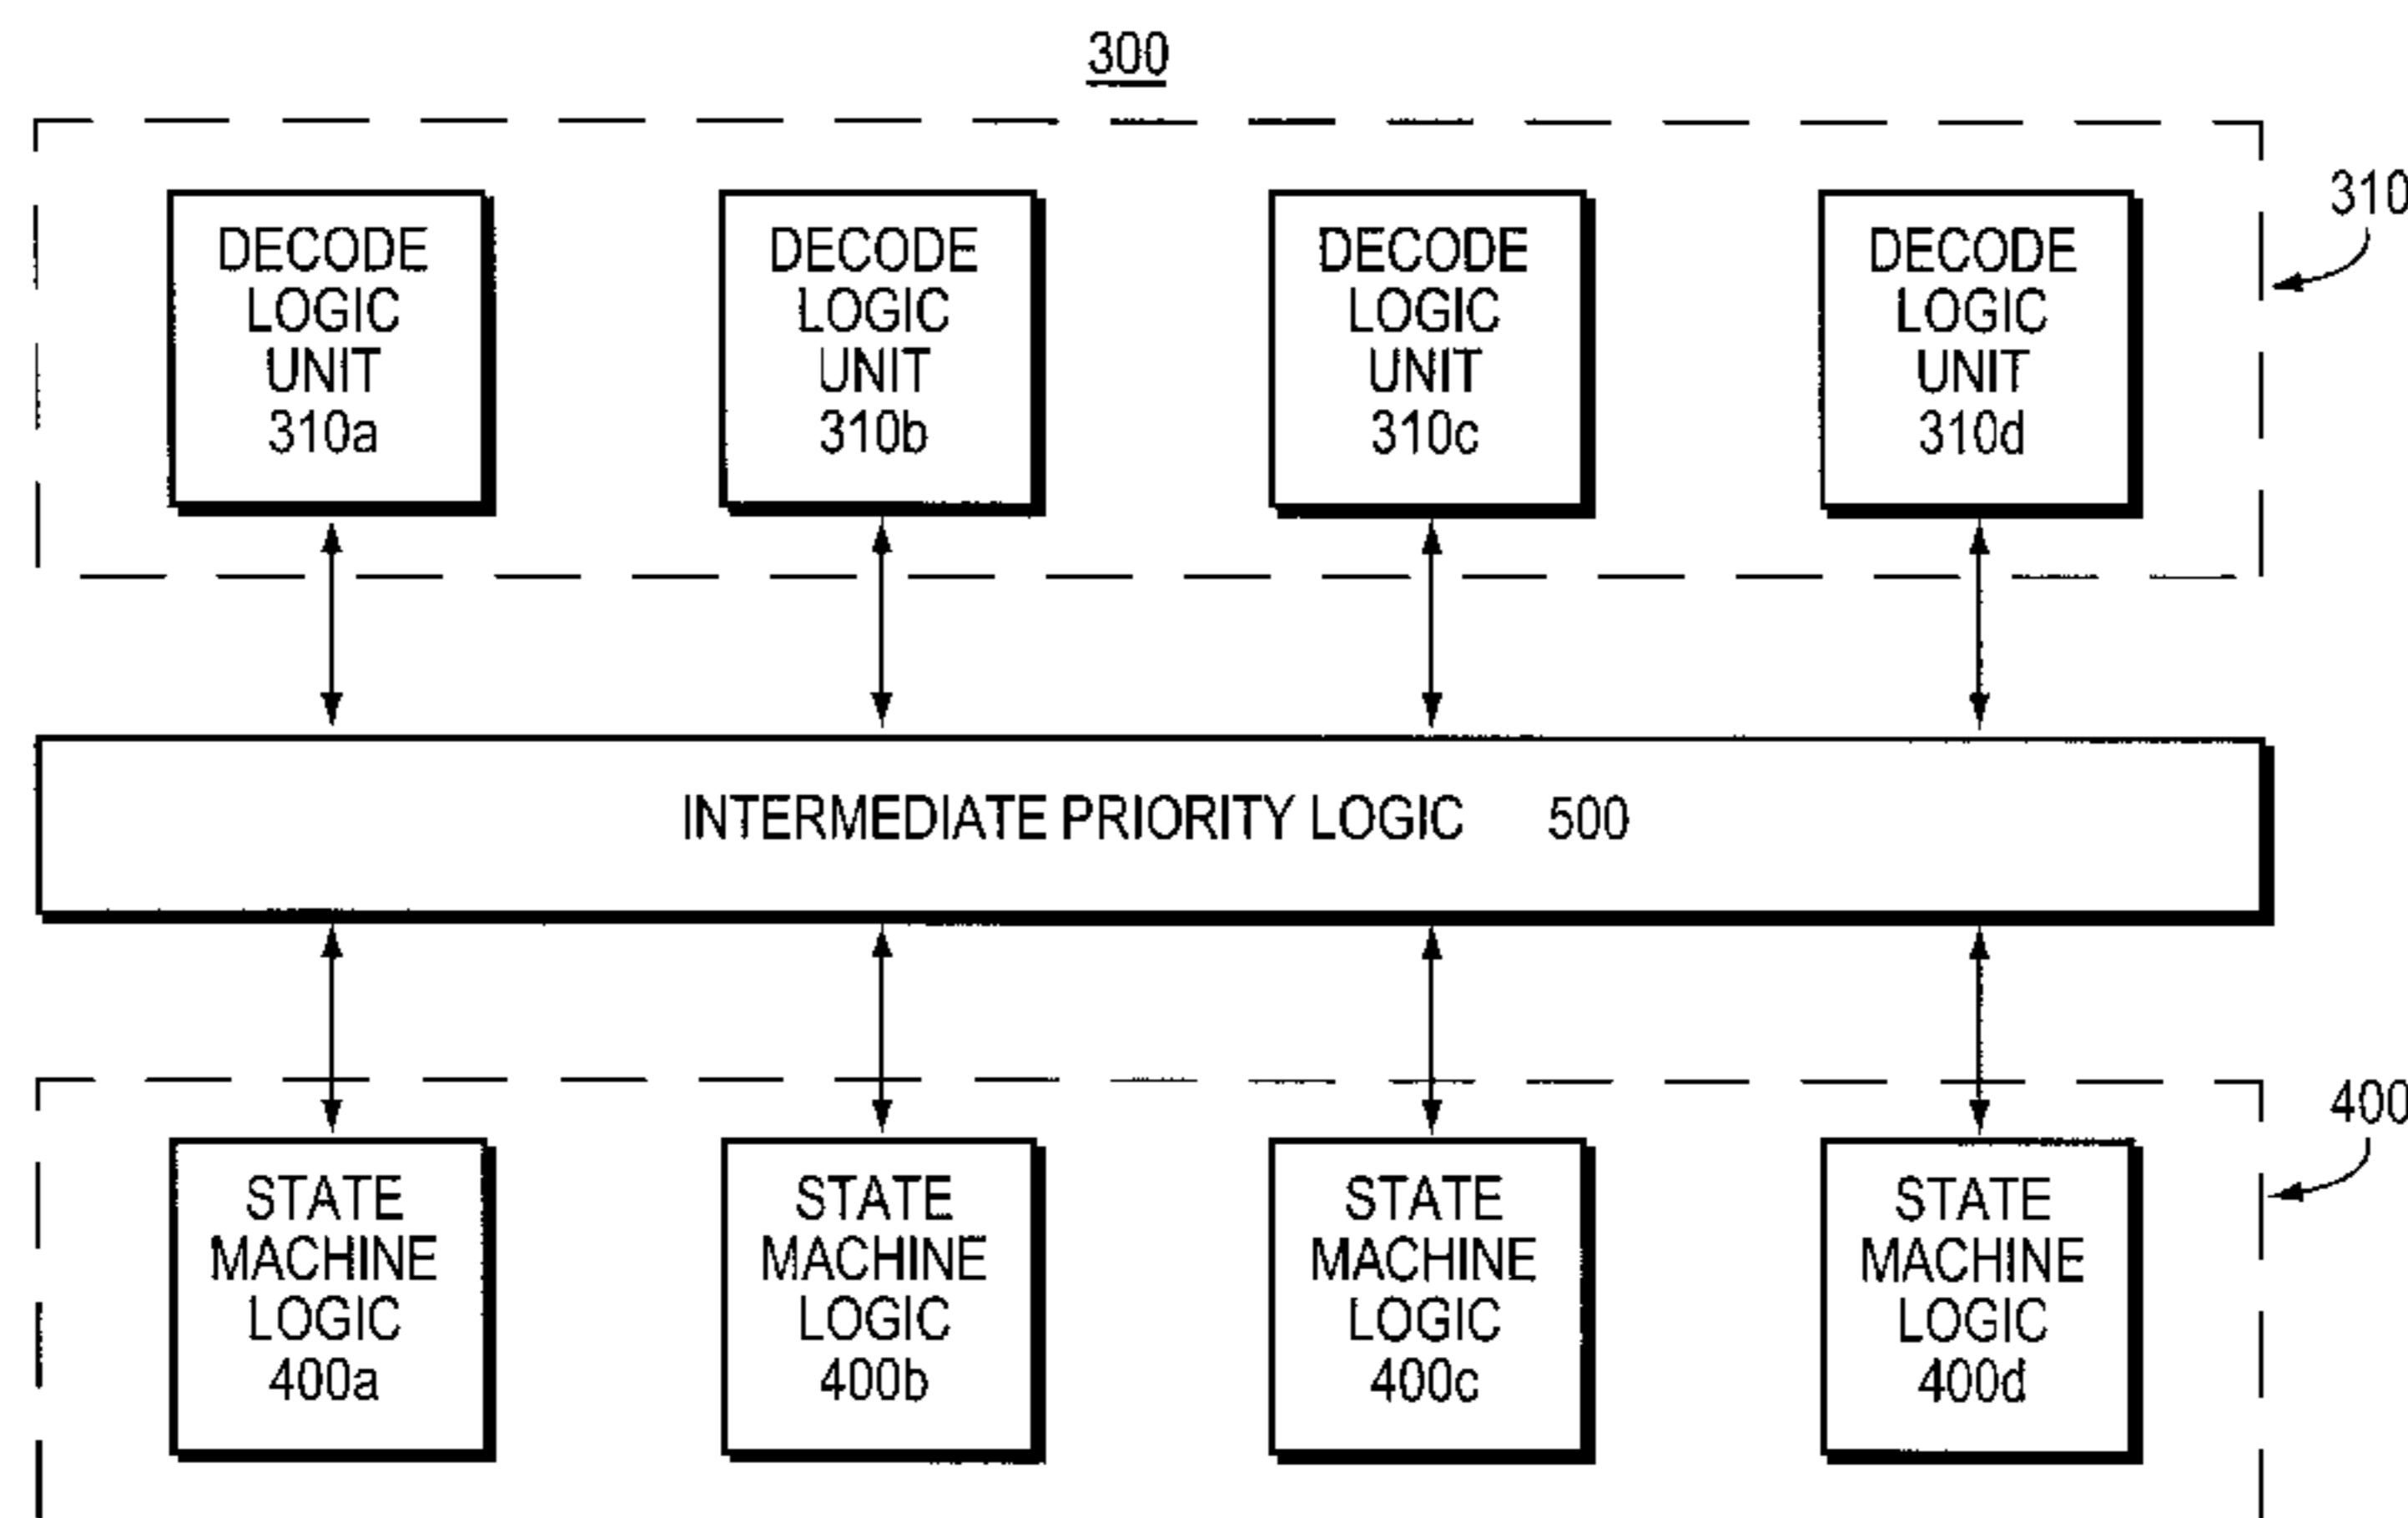 300
310
DECODE
LOGIC
UNIT
310a
DECODE
LOGIC
UNIT
310b
DECODE
LOGIC
UNIT
310c
DECODE
LOGIC
UNIT
310d
INTERMEDIATE PRIORITY LOGIC 500
400
STATE
MACHINE
LOGIC
400a
STATE
MACHINE
LOGIC
400b
STATE
MACHINE
LOGIC
400c
STATE
MACHINE
LOGIC
400d